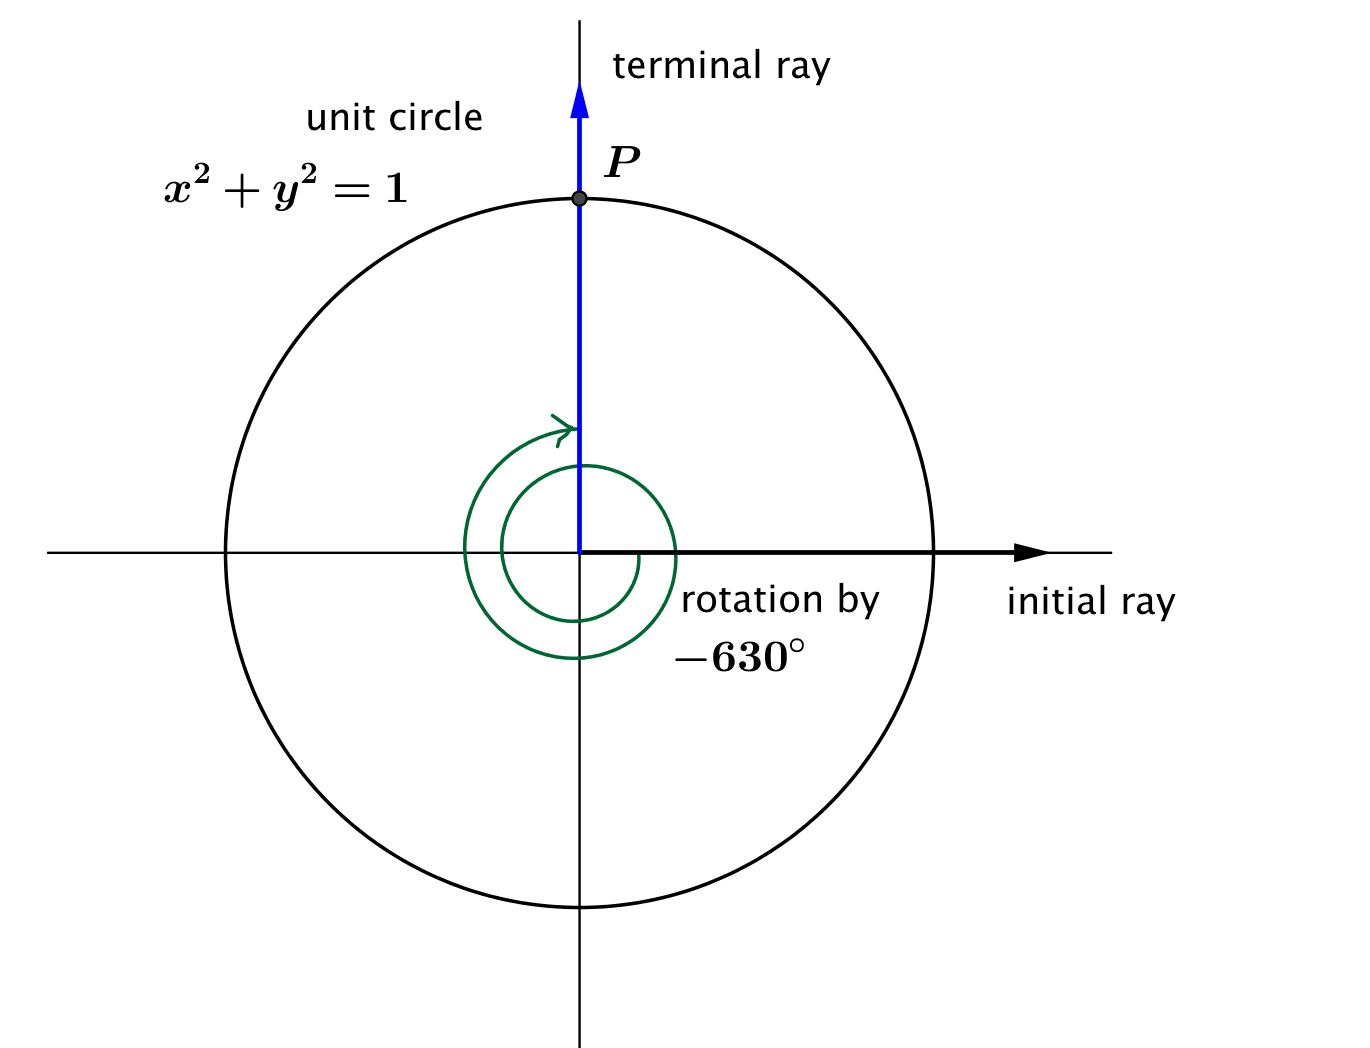 terminal ray
unit circle
P
x² + y² = 1
rotation by
initial ray
−630°